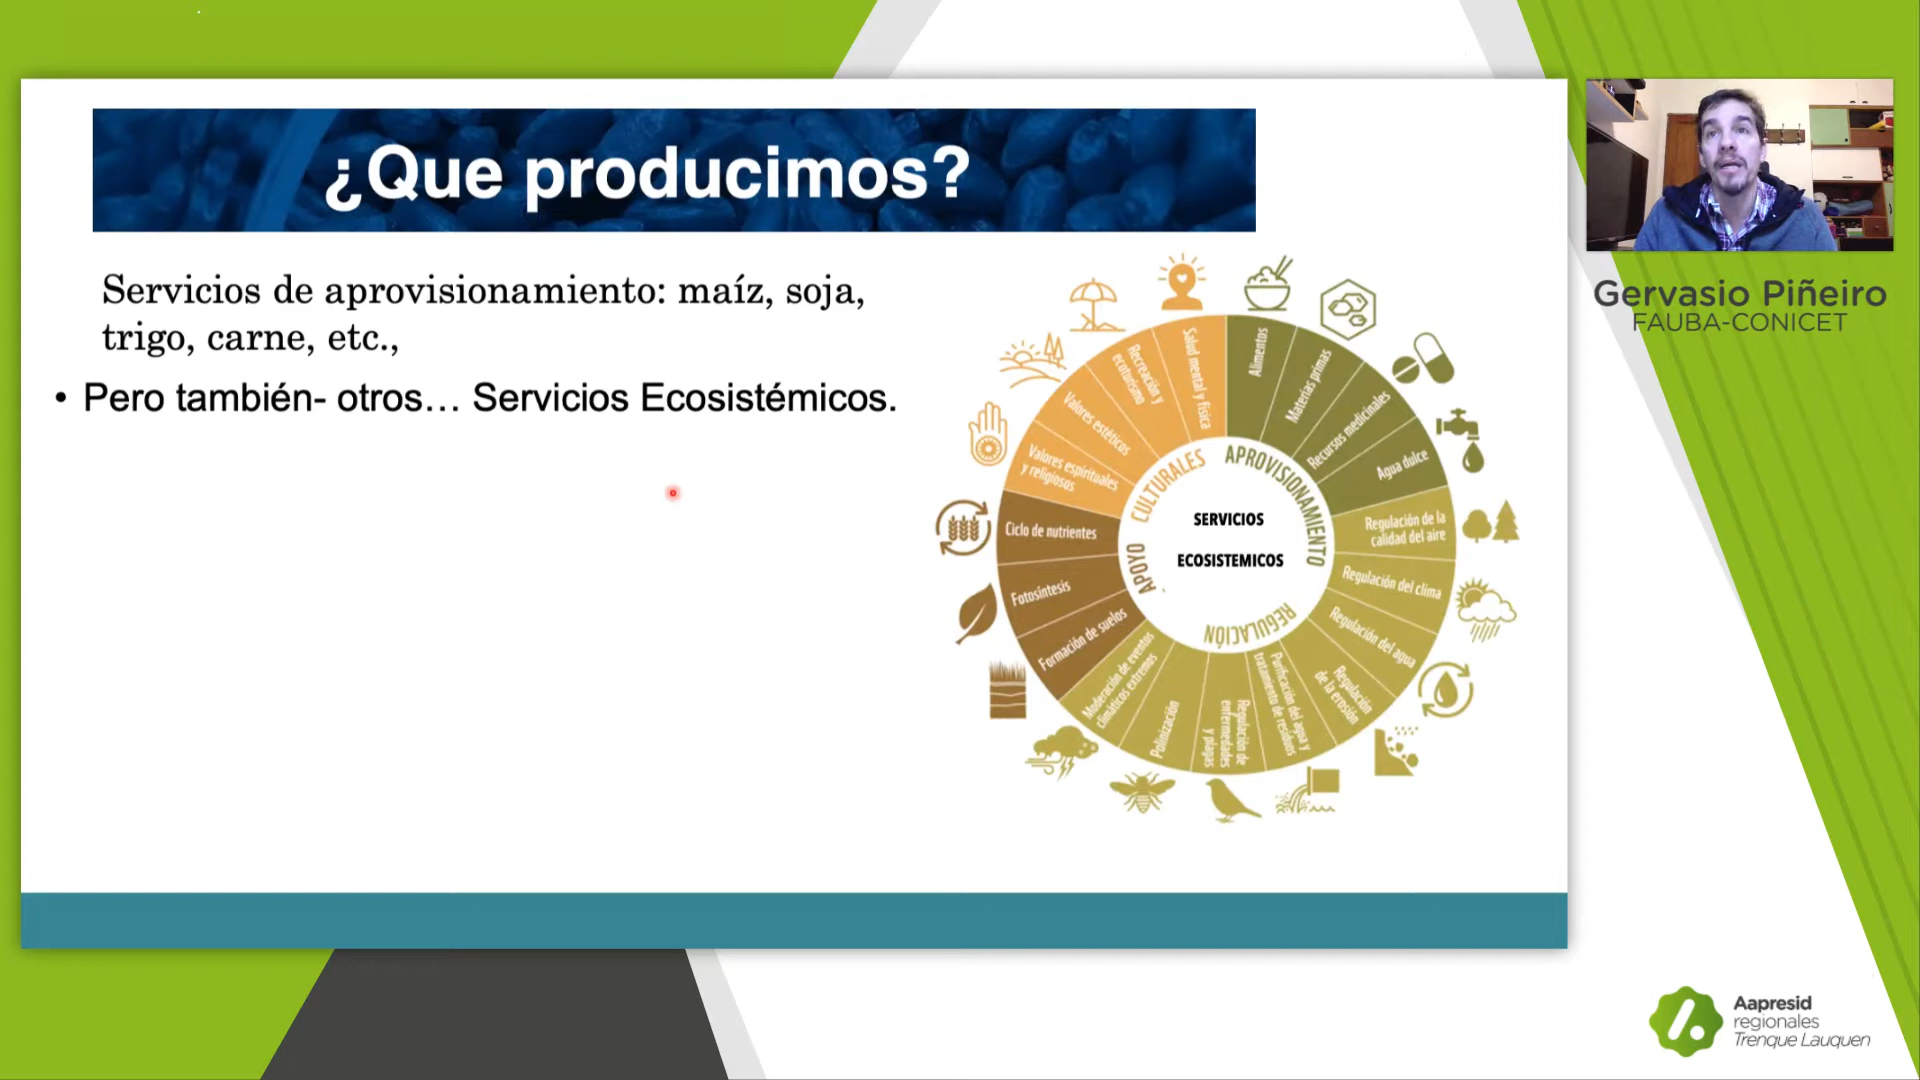 ¿Que producimos?
Servicios de aprovisionamiento: maíz, soja,
trigo, carne, etc.,
• Pero también- otros... Servicios Ecosistémicos.
SERVICIOS
ECOSISTEMICOS
CULTURALES
APROVISIONAMIENTO
REGULACIÓN
APOYO
Alimentos
Materias primas
Recursos medicinales
Agua dulce
Regulación de la
calidad del aire
Regulación del clima
Regulación del agua
Regulación
de la erosión
Purificación del agua y
tratamiento de residuos
Regulación de
enfermedades
y plagas
Polinización
Moderación de eventos
climáticos extremos
Formación de suelos
Fotosíntesis
Ciclo de nutrientes
Valores espirituales
y religiosos
Valores estéticos
Recreación y
ecoturismo
Salud mental y física
Gervasio Piñeiro
FAUBA-CONICET
Aapresid
regionales
Trenque Lauquen